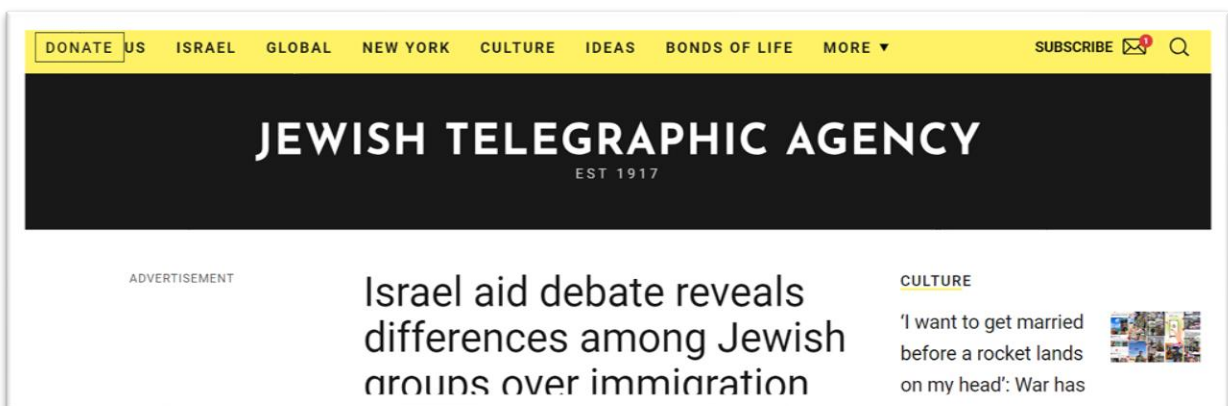 DONATE US ISRAEL GLOBAL NEW YORK CULTURE IDEAS BONDS OF LIFE MORE ▼ SUBSCRIBE 1
JEWISH TELEGRAPHIC AGENCY
EST 1917
ADVERTISEMENT
Israel aid debate reveals
differences among Jewish
groups over immigration
CULTURE
‘I want to get married
before a rocket lands
on my head’: War has